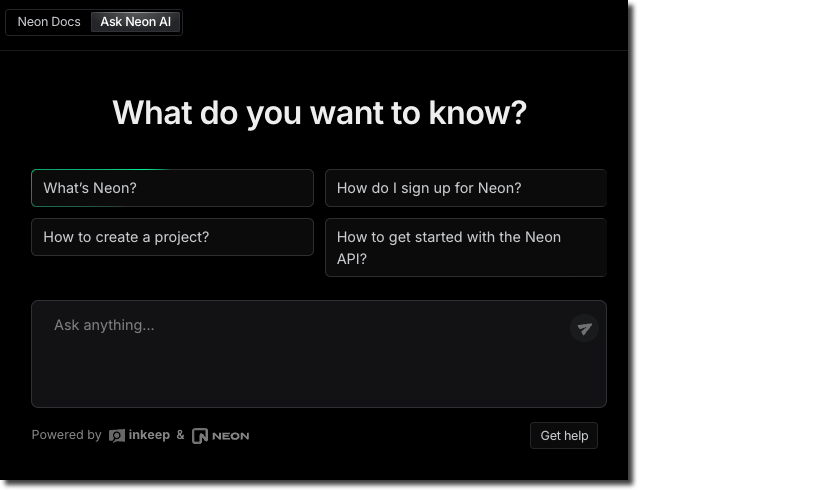 Neon Docs Ask Neon AI
What do you want to know?
What's Neon?
How do I sign up for Neon?
How to create a project?
How to get started with the Neon
API?
Ask anything...
Powered by inkeep & NEON
Get help